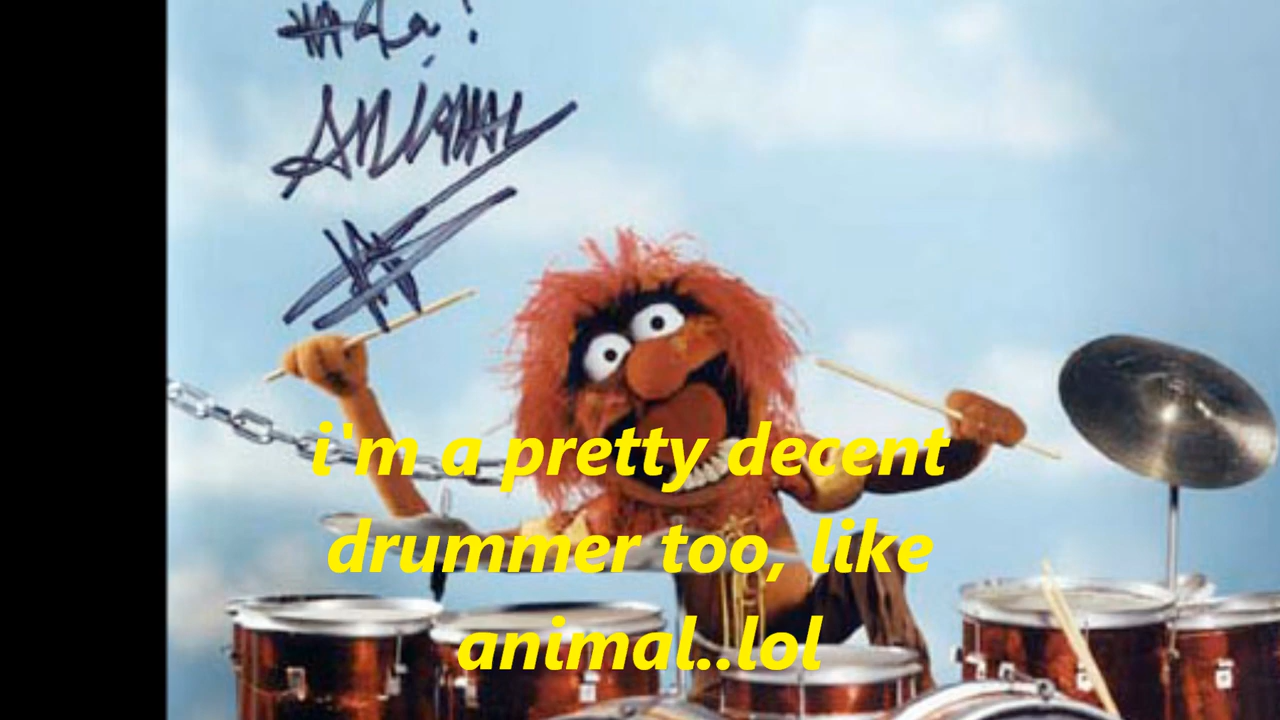 ANiMAL
i'm a pretty decent
drummer too, like
animal..lol